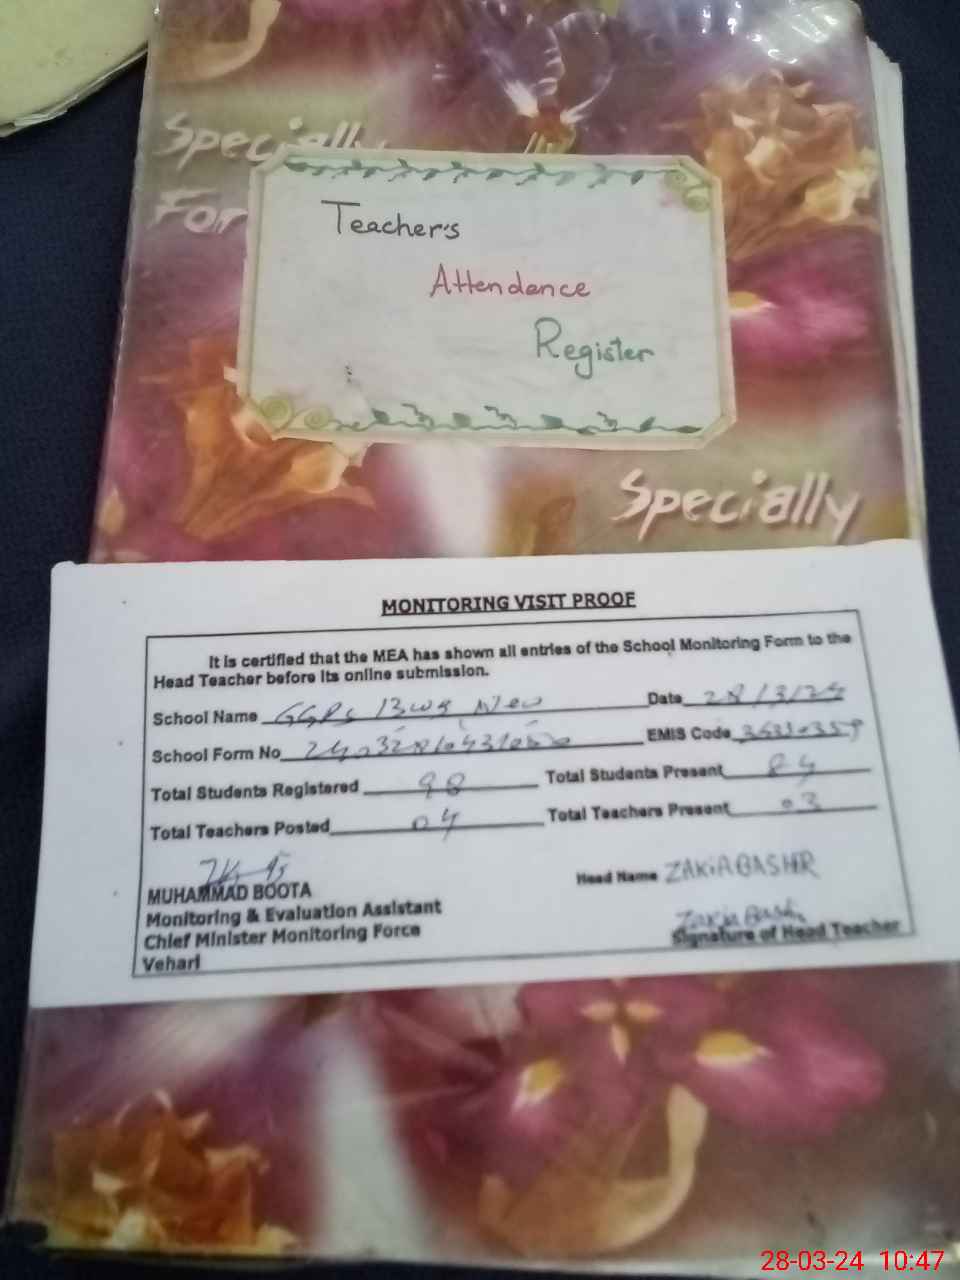 Specially
For
Teacher's
Attendence
Register
Specially
MONITORING VISIT PROOF
It is certified that the MEA has shown all entries of the School Monitoring Form to the
Head Teacher before its online submission.
School Name GGPS Date 28/3/24
School Form No EMIS Code
Total Students Registered 98 Total Students Present 84
Total Teachers Posted 04 Total Teachers Present 03
MUHAMMAD BOOTA Head Name ZAKIA BASHIR
Monitoring & Evaluation Assistant Zakia Bashir
Chief Minister Monitoring Force Signature of Head Teacher
Vehari
28-03-24 10:47